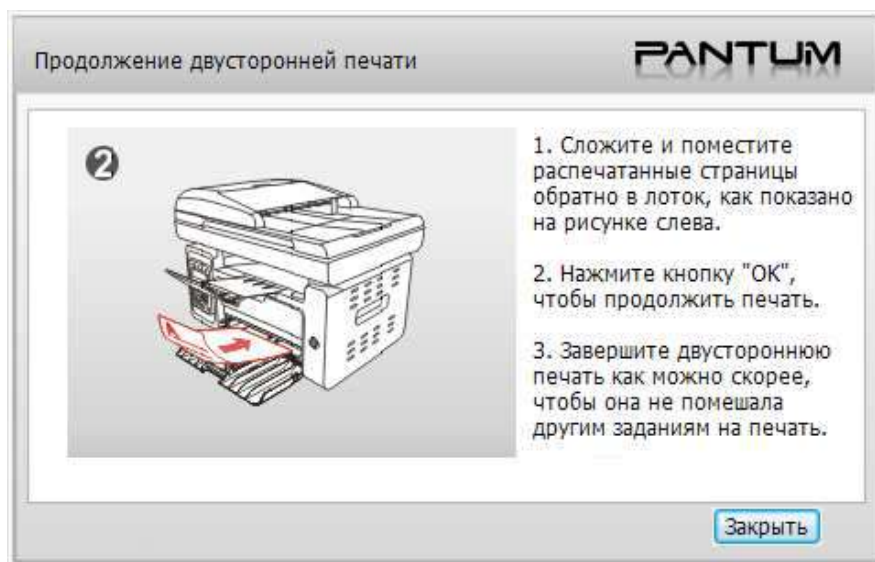 Продолжение двусторонней печати
PANTUM
2
1. Сложите и поместите
распечатанные страницы
обратно в лоток, как показано
на рисунке слева.
2. Нажмите кнопку "ОК",
чтобы продолжить печать.
3. Завершите двустороннюю
печать как можно скорее,
чтобы она не помешала
другим заданиям на печать.
A
Закрыть